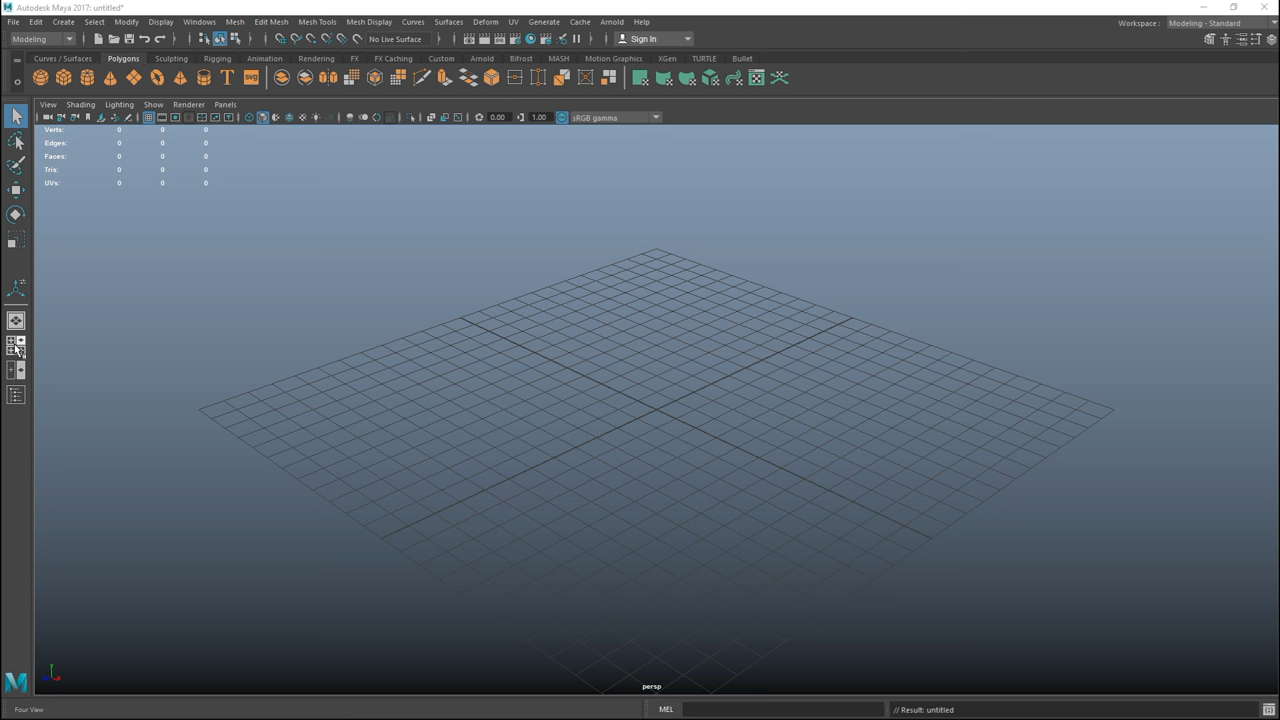 Autodesk Maya 2017: untitled*
File Edit Create Select Modify Display Windows Mesh Edit Mesh Mesh Tools Mesh Display Curves Surfaces Deform UV Generate Cache Arnold Help
Workspace : Modeling - Standard
Modeling No Live Surface Sign In
Curves / Surfaces Polygons Sculpting Rigging Animation Rendering FX FX Caching Custom Arnold Bifrost MASH Motion Graphics XGen TURTLE Bullet
T svg
View Shading Lighting Show Renderer Panels
0.00 1.00 sRGB gamma
Verts: 0 0 0
Edges: 0 0 0
Faces: 0 0 0
Tris: 0 0 0
UVs: 0 0 0
y
persp
Four View MEL // Result: untitled